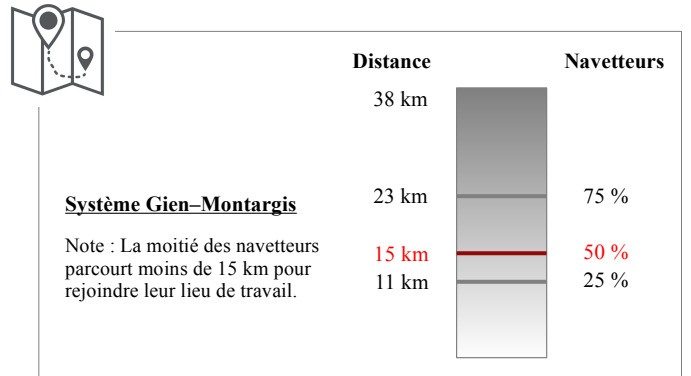 Distance Navetteurs
38 km
Système Gien–Montargis
23 km 75 %
Note : La moitié des navetteurs
parcourt moins de 15 km pour
rejoindre leur lieu de travail.
15 km 50 %
11 km 25 %